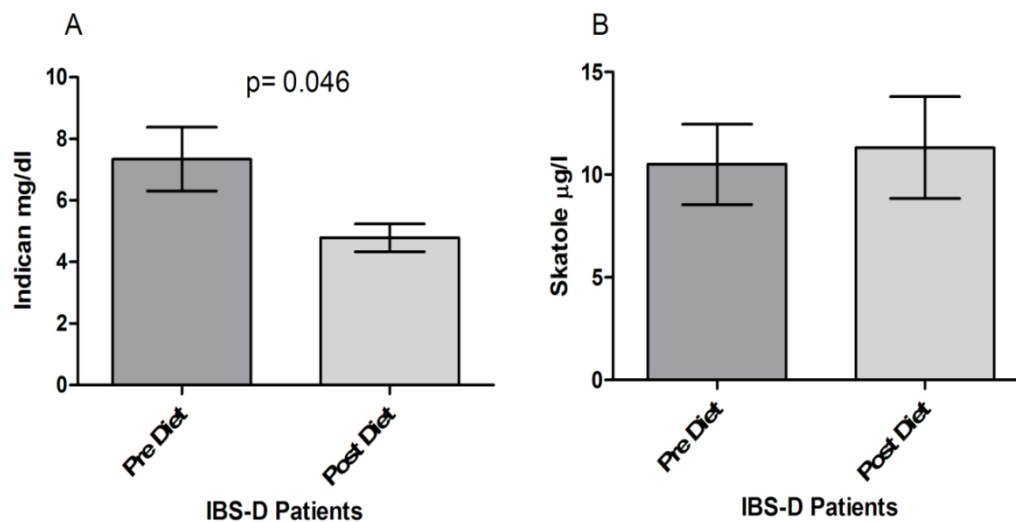 A
p= 0.046
Indican mg/dl
10
8
6
4
2
0
Pre Diet
Post Diet
IBS-D Patients
B
Skatole µg/l
15
10
5
0
Pre Diet
Post Diet
IBS-D Patients